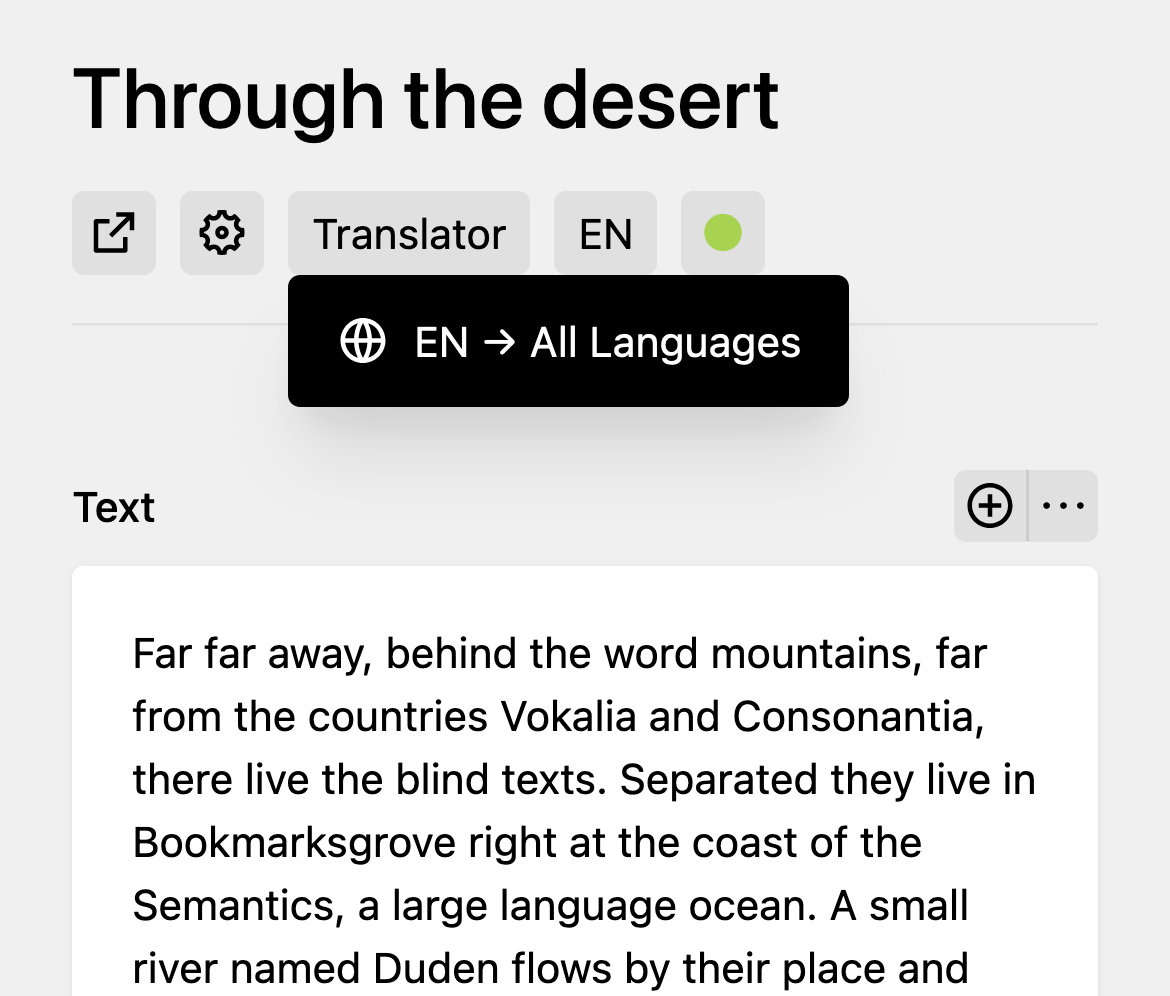 Through the desert
Translator
EN
EN → All Languages
Text
Far far away, behind the word mountains, far
from the countries Vokalia and Consonantia,
there live the blind texts. Separated they live in
Bookmarksgrove right at the coast of the
Semantics, a large language ocean. A small
river named Duden flows by their place and